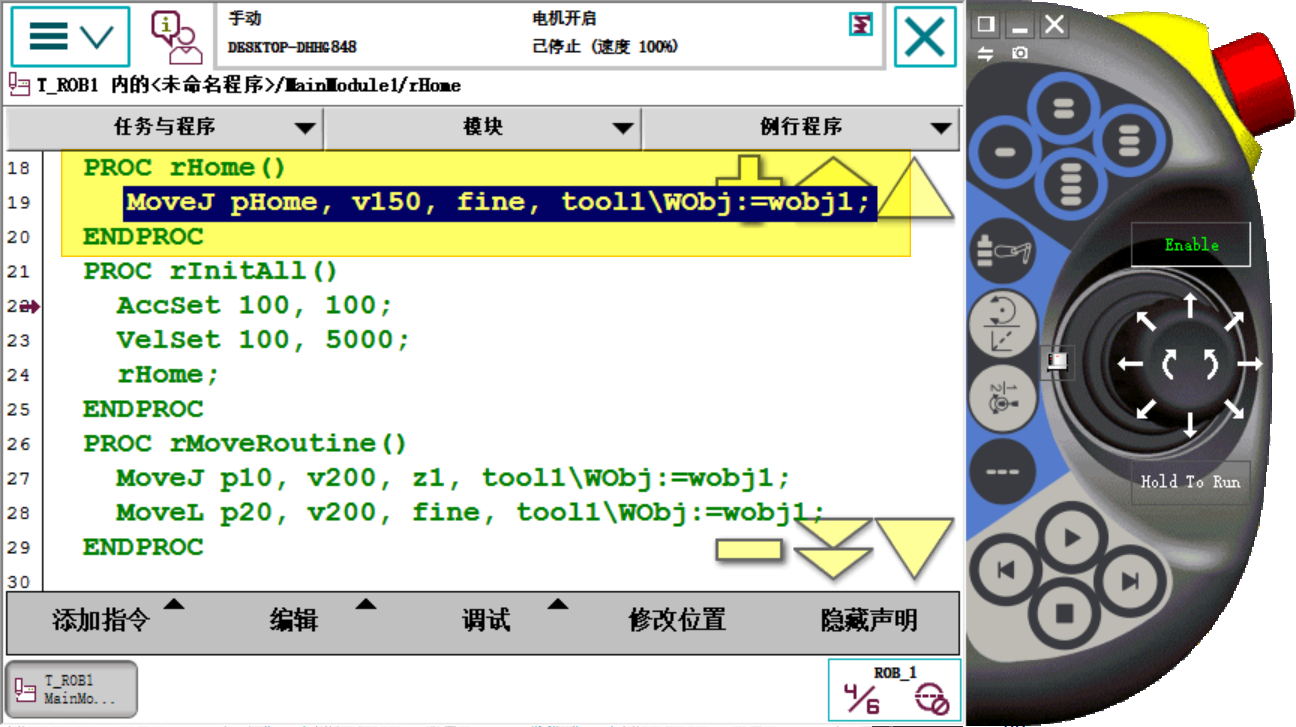 手动
DESKTOP-DHHG848
电机开启
已停止 (速度 100%)
T_ROB1 内的<未命名程序>/MainModule1/rHome
任务与程序
模块
例行程序
18 PROC rHome()
19 MoveJ pHome, v150, fine, tool1\WObj:=wobj1;
20 ENDPROC
21 PROC rInitAll()
22 AccSet 100, 100;
23 VelSet 100, 5000;
24 rHome;
25 ENDPROC
26 PROC rMoveRoutine()
27 MoveJ p10, v200, z1, tool1\WObj:=wobj1;
28 MoveL p20, v200, fine, tool1\WObj:=wobj1;
29 ENDPROC
30
添加指令
编辑
调试
修改位置
隐藏声明
T_ROB1
MainMo...
ROB_1
Enable
Hold To Run